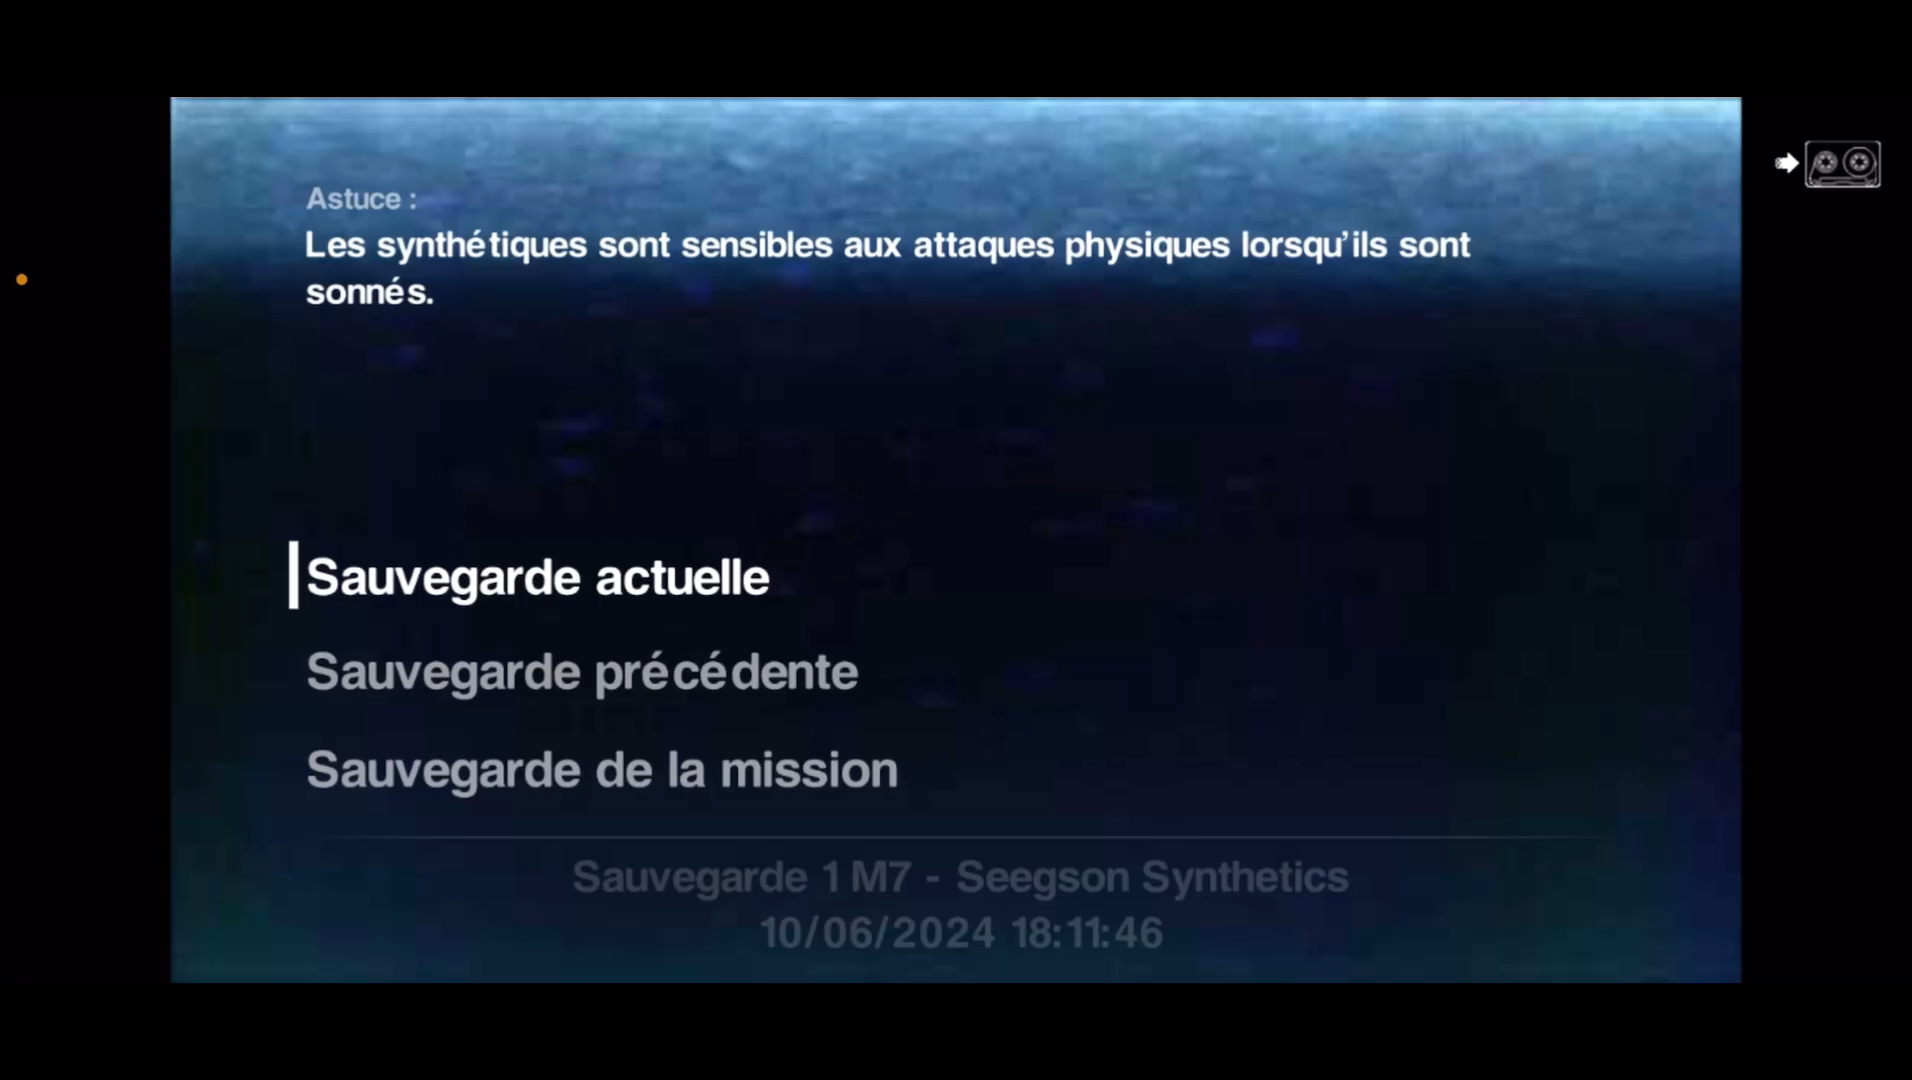 Astuce :
Les synthétiques sont sensibles aux attaques physiques lorsqu'ils sont
sonnés.
Sauvegarde actuelle
Sauvegarde précédente
Sauvegarde de la mission
Sauvegarde 1 M7 - Seegson Synthetics
10/06/2024 18:11:46